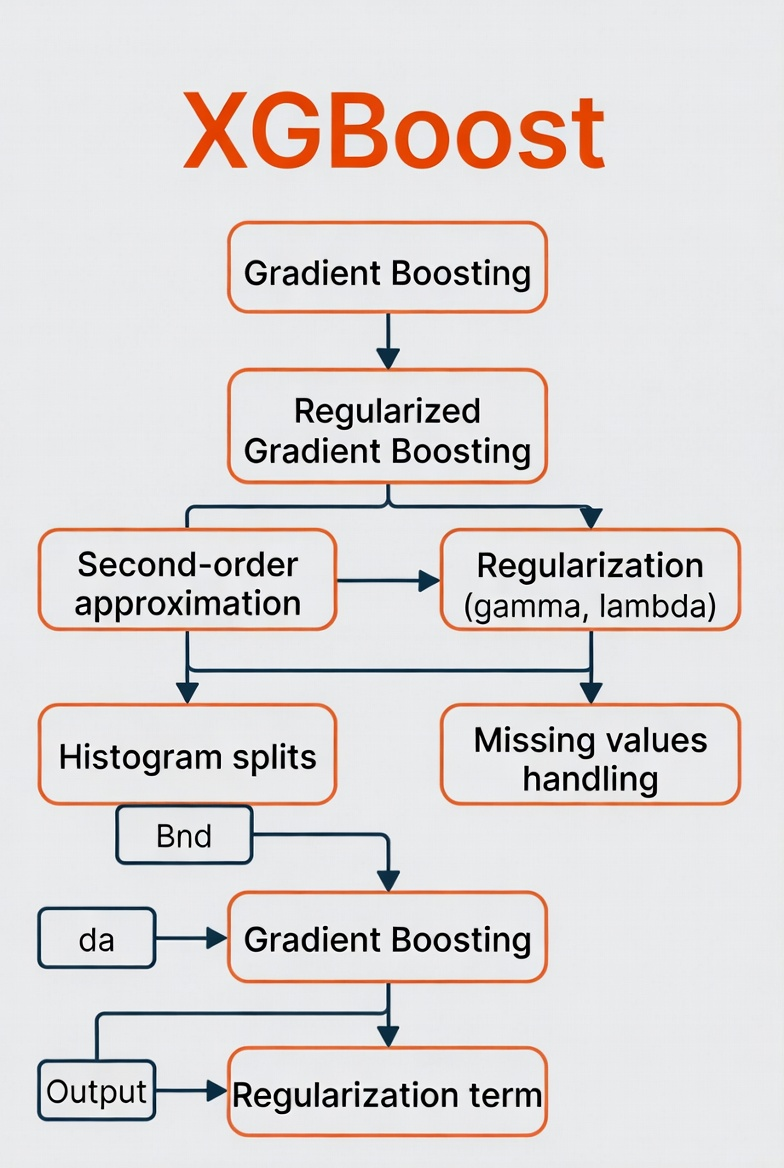 XGBoost
Gradient Boosting
Regularized
Gradient Boosting
Second-order
approximation
Regularization
(gamma, lambda)
Histogram splits
Missing values
handling
Bnd
da
Gradient Boosting
Output
Regularization term